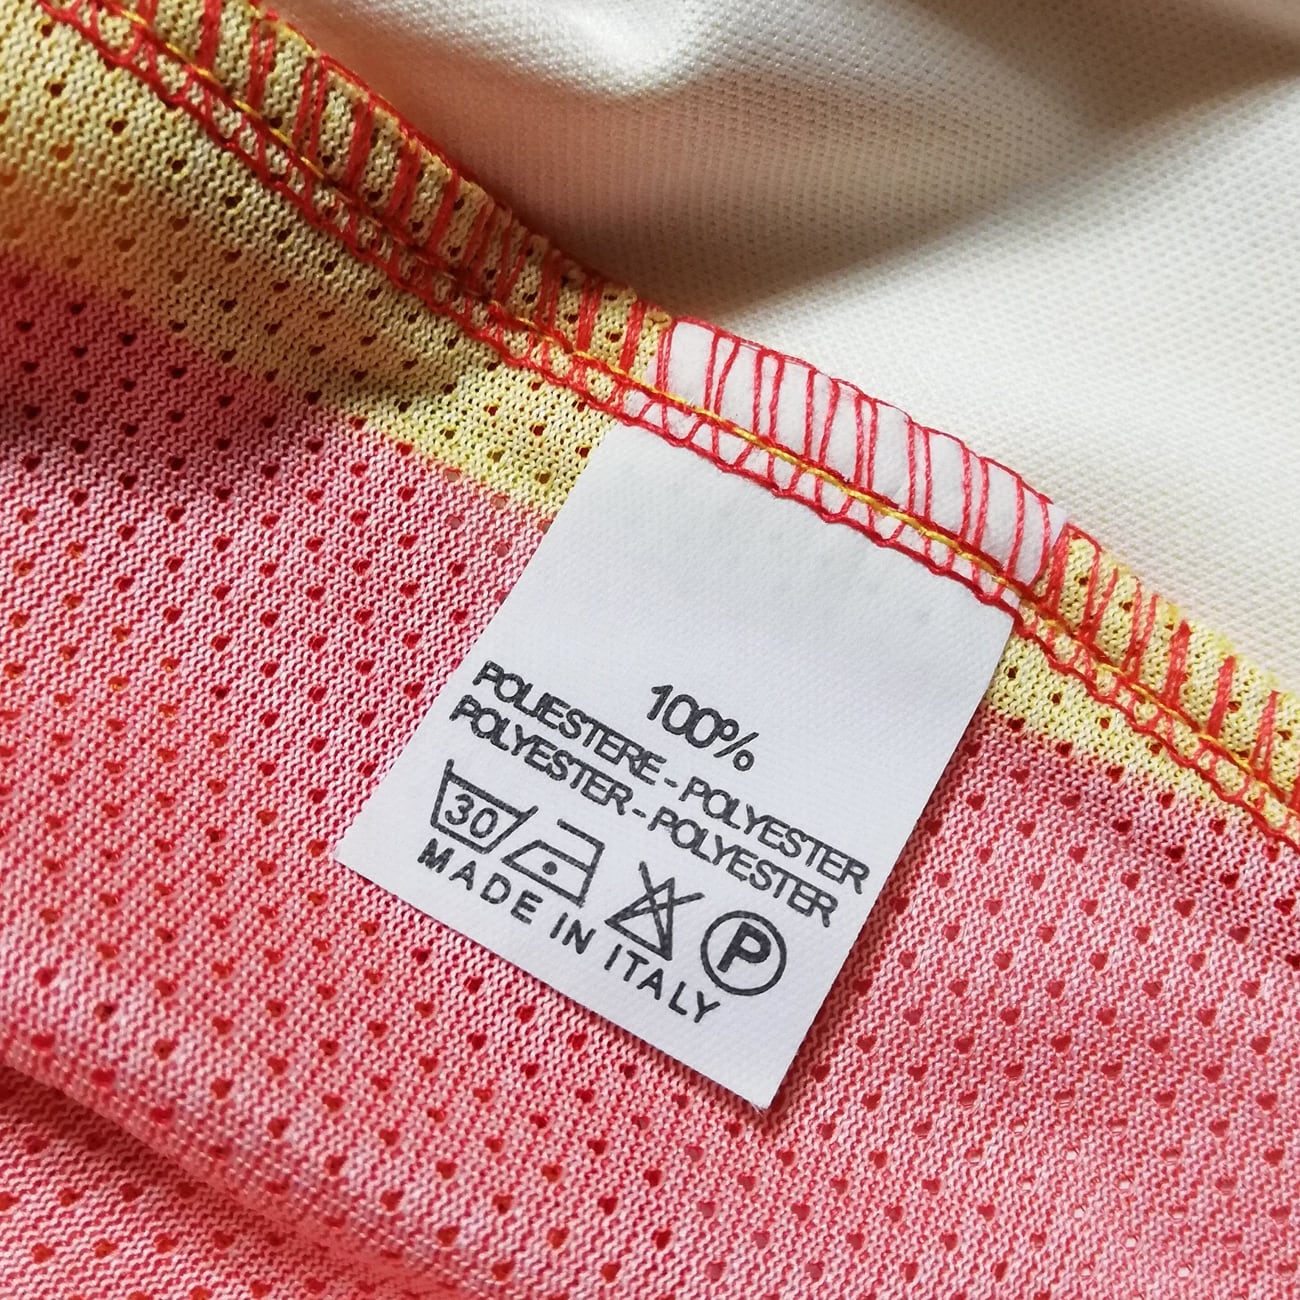 100%
POLIESTERE - POLYESTER
POLYESTER - POLYESTER
30 P
MADE IN ITALY